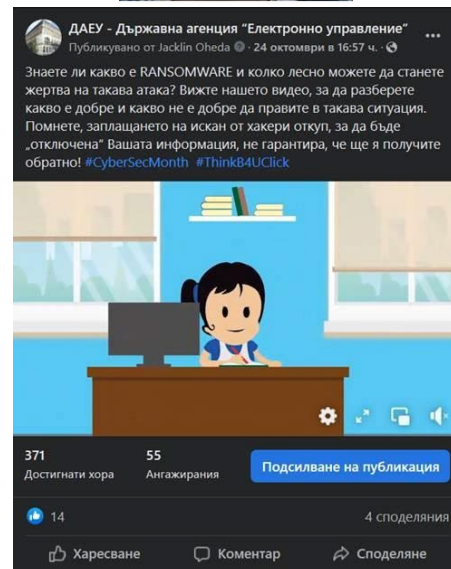 ДАЕУ - Държавна агенция “Електронно управление”
Публикувано от Jacklin Oheda · 24 октомври в 16:57 ч. ·
Знаете ли какво е RANSOMWARE и колко лесно можете да станете
жертва на такава атака? Вижте нашето видео, за да разберете
какво е добре и какво не е добре да правите в такава ситуация.
Помнете, заплащането на искан от хакери откуп, за да бъде
„отключена“ Вашата информация, не гарантира, че ще я получите
обратно! #CyberSecMonth #ThinkB4UClick
371
Достигнати хора
55
Ангажирания
Подсилване на публикация
14
4 споделяния
Харесване
Коментар
Споделяне